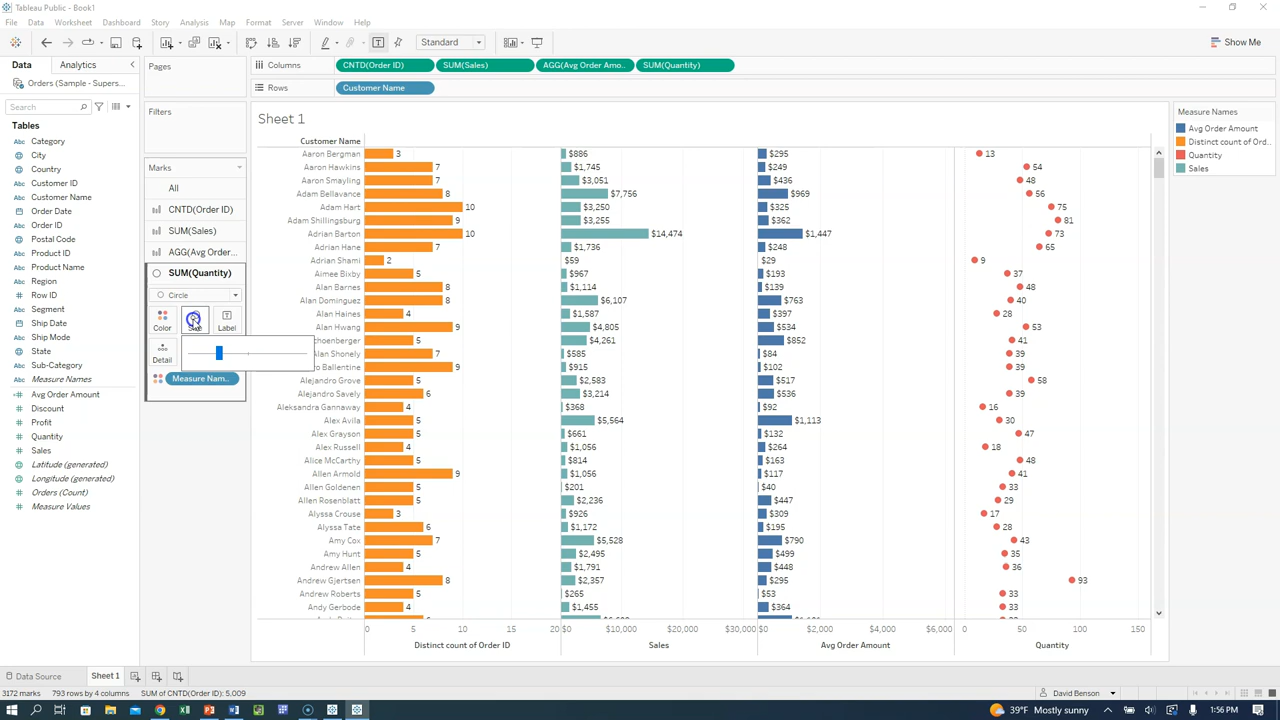 Tableau Public - Book1
File Data Worksheet Dashboard Story Analysis Map Format Server Window Help
Standard
Show Me
Data Analytics
Orders (Sample - Supers...
Search
Tables
Abc Category
City
Country
Abc Customer ID
Abc Customer Name
Order Date
Abc Order ID
Postal Code
Abc Product ID
Abc Product Name
Abc Region
Row ID
Abc Segment
Ship Date
Abc Ship Mode
State
Abc Sub-Category
Abc Measure Names
Avg Order Amount
Discount
Profit
Quantity
Sales
Latitude (generated)
Longitude (generated)
Orders (Count)
Measure Values
Pages
Filters
Marks
All
CNTD(Order ID)
SUM(Sales)
AGG(Avg Order...
SUM(Quantity)
Circle
Color Label
Detail
Measure Nam..
Columns CNTD(Order ID) SUM(Sales) AGG(Avg Order Amo.. SUM(Quantity)
Rows Customer Name
Sheet 1
Customer Name
Aaron Bergman 3 $886 $295 13
Aaron Hawkins 7 $1,745 $249 54
Aaron Smayling 7 $3,051 $436 48
Adam Bellavance 8 $7,756 $969 56
Adam Hart 10 $3,250 $325 75
Adam Shillingsburg 9 $3,255 $362 81
Adrian Barton 10 $14,474 $1,447 73
Adrian Hane 7 $1,736 $248 65
Adrian Shami 2 $59 $29 9
Aimee Bixby 5 $967 $193 37
Alan Barnes 8 $1,114 $139 48
Alan Dominguez 8 $6,107 $763 40
Alan Haines 4 $1,587 $397 28
Alan Hwang 9 $4,805 $534 53
choenberger 5 $4,261 $852 41
Alan Shonely 7 $585 $84 39
ro Ballentine 9 $915 $102 39
Alejandro Grove 5 $2,583 $517 58
Alejandro Savely 6 $3,214 $536 39
Aleksandra Gannaway 4 $368 $92 16
Alex Avila 5 $5,564 $1,113 30
Alex Grayson 5 $661 $132 47
Alex Russell 4 $1,056 $264 18
Alice McCarthy 5 $814 $163 48
Allen Armold 9 $1,056 $117 41
Allen Goldenen 5 $201 $40 33
Allen Rosenblatt 5 $2,236 $447 29
Alyssa Crouse 3 $926 $309 17
Alyssa Tate 6 $1,172 $195 28
Amy Cox 7 $5,528 $790 43
Amy Hunt 5 $2,495 $499 35
Andrew Allen 4 $1,791 $448 36
Andrew Gjertsen 8 $2,357 $295 93
Andrew Roberts 5 $265 $53 33
Andy Gerbode 4 $1,455 $364 33
0 5 10 15 20 $0 $10,000 $20,000 $30,000 $0 $2,000 $4,000 $6,000 0 50 100 150
Distinct count of Order ID Sales Avg Order Amount Quantity
Measure Names
Avg Order Amount
Distinct count of Ord...
Quantity
Sales
Data Source Sheet 1
3172 marks 793 rows by 4 columns SUM of CNTD(Order ID): 5,009
David Benson
39°F Mostly sunny 1:56 PM